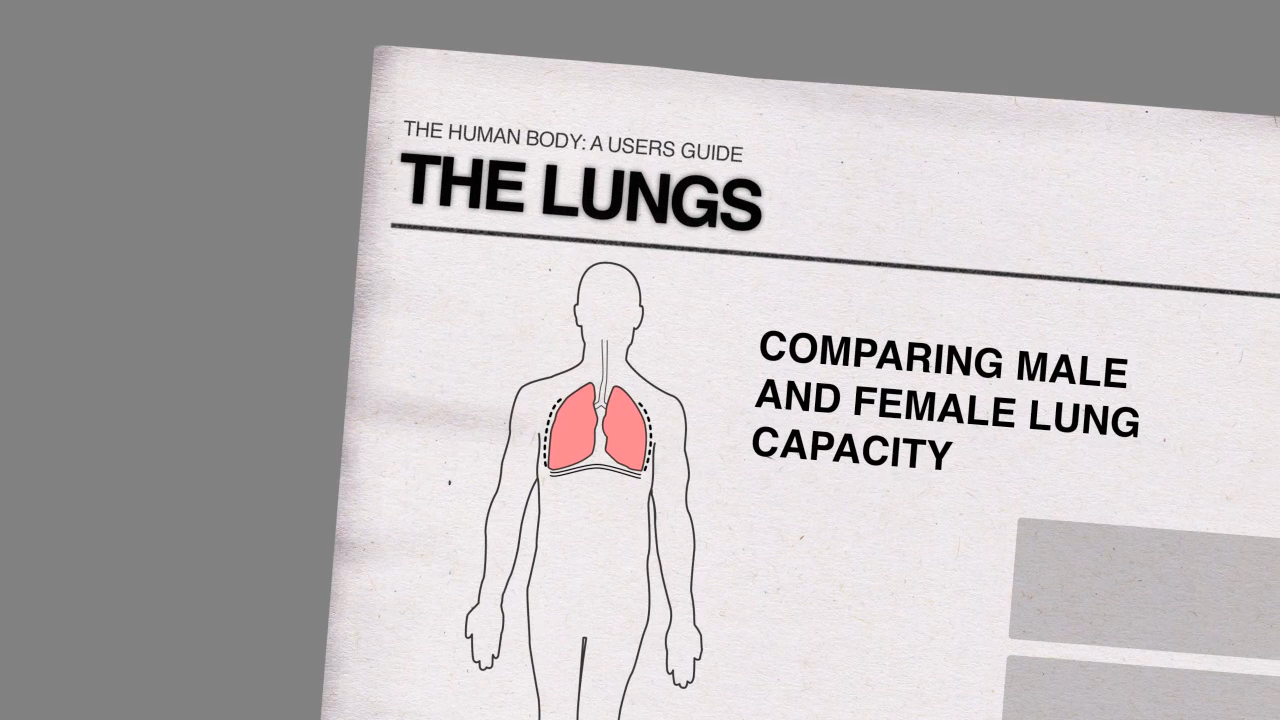 THE HUMAN BODY: A USERS GUIDE
THE LUNGS
COMPARING MALE
AND FEMALE LUNG
CAPACITY